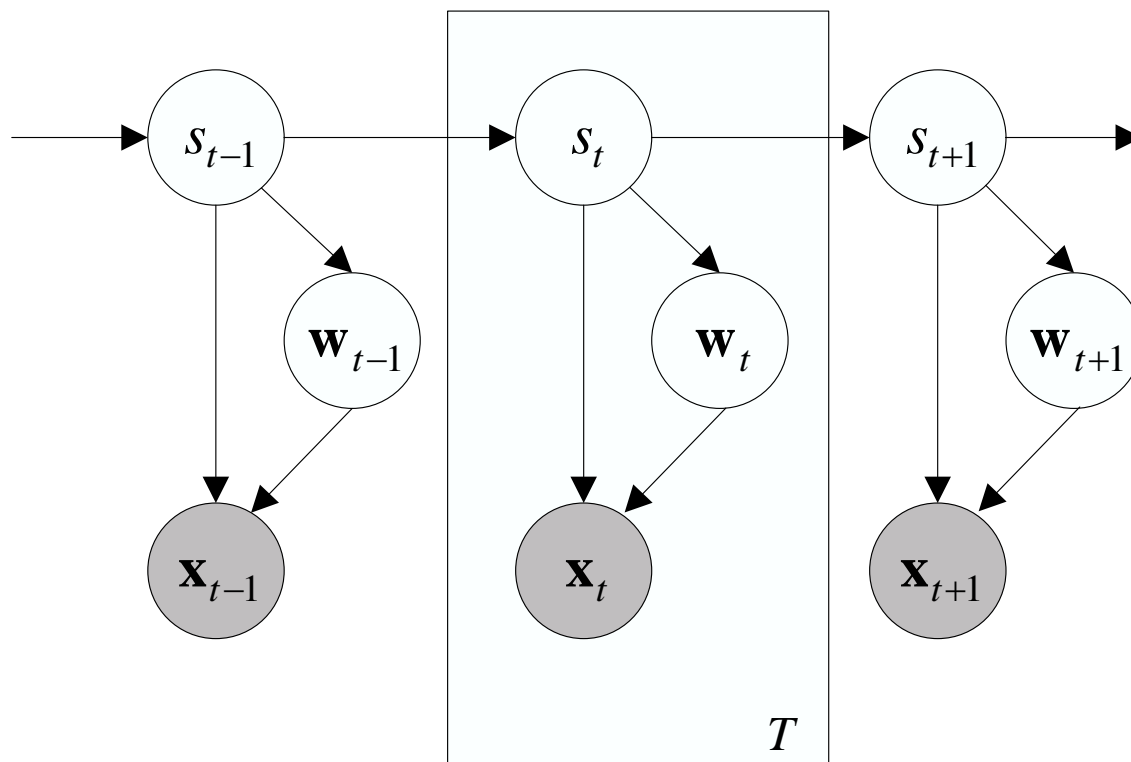 s_{t−1} s_t s_{t+1}
𝐰_{t−1} 𝐰_t 𝐰_{t+1}
𝐱_{t−1} 𝐱_t 𝐱_{t+1}
T